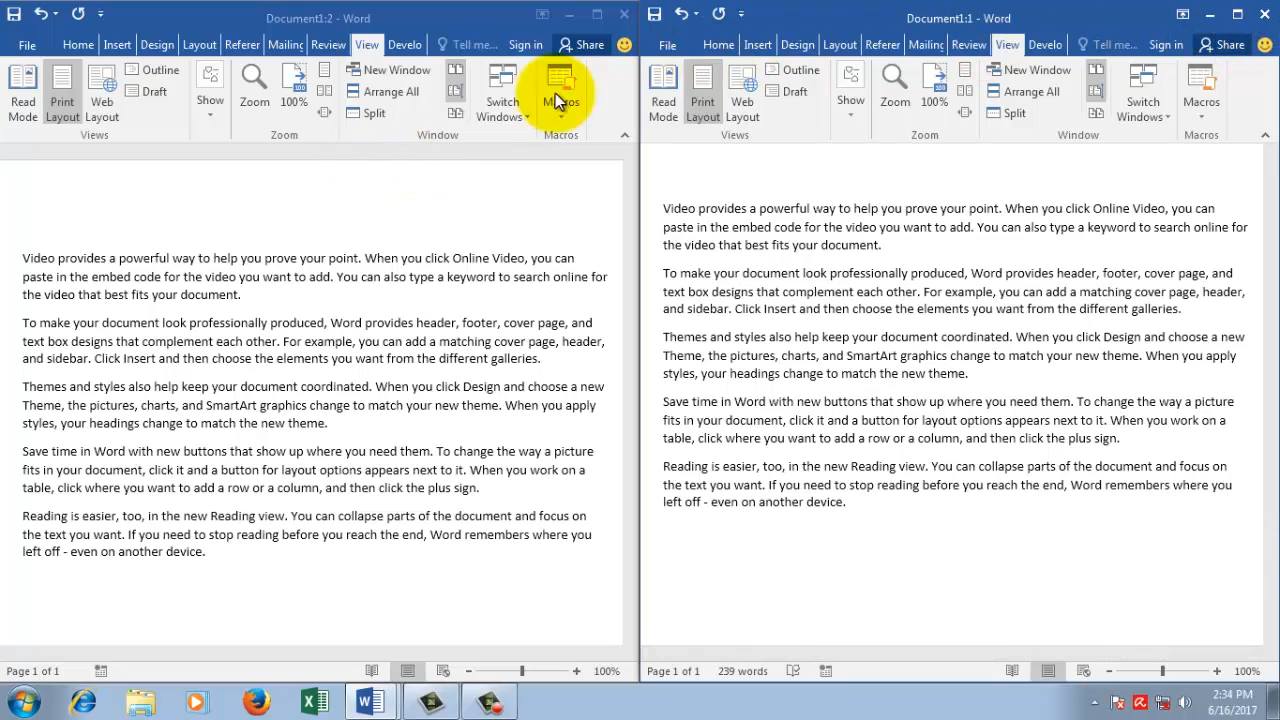 Document1:2 - Word
File Home Insert Design Layout Referer Mailing Review View Develo Tell me... Sign in Share
Read Mode
Print Layout
Web Layout
Outline
Draft
Views
Show
Zoom
100%
Zoom
New Window
Arrange All
Split
Window
Switch Windows
Macros
Macros
Video provides a powerful way to help you prove your point. When you click Online Video, you can
paste in the embed code for the video you want to add. You can also type a keyword to search online for
the video that best fits your document.
To make your document look professionally produced, Word provides header, footer, cover page, and
text box designs that complement each other. For example, you can add a matching cover page, header,
and sidebar. Click Insert and then choose the elements you want from the different galleries.
Themes and styles also help keep your document coordinated. When you click Design and choose a new
Theme, the pictures, charts, and SmartArt graphics change to match your new theme. When you apply
styles, your headings change to match the new theme.
Save time in Word with new buttons that show up where you need them. To change the way a picture
fits in your document, click it and a button for layout options appears next to it. When you work on a
table, click where you want to add a row or a column, and then click the plus sign.
Reading is easier, too, in the new Reading view. You can collapse parts of the document and focus on
the text you want. If you need to stop reading before you reach the end, Word remembers where you
left off - even on another device.
Page 1 of 1
100%
Document1:1 - Word
File Home Insert Design Layout Referer Mailing Review View Develo Tell me... Sign in Share
Read Mode
Print Layout
Web Layout
Outline
Draft
Views
Show
Zoom
100%
Zoom
New Window
Arrange All
Split
Window
Switch Windows
Macros
Macros
Video provides a powerful way to help you prove your point. When you click Online Video, you can
paste in the embed code for the video you want to add. You can also type a keyword to search online for
the video that best fits your document.
To make your document look professionally produced, Word provides header, footer, cover page, and
text box designs that complement each other. For example, you can add a matching cover page, header,
and sidebar. Click Insert and then choose the elements you want from the different galleries.
Themes and styles also help keep your document coordinated. When you click Design and choose a new
Theme, the pictures, charts, and SmartArt graphics change to match your new theme. When you apply
styles, your headings change to match the new theme.
Save time in Word with new buttons that show up where you need them. To change the way a picture
fits in your document, click it and a button for layout options appears next to it. When you work on a
table, click where you want to add a row or a column, and then click the plus sign.
Reading is easier, too, in the new Reading view. You can collapse parts of the document and focus on
the text you want. If you need to stop reading before you reach the end, Word remembers where you
left off - even on another device.
Page 1 of 1 239 words
100%
2:34 PM
6/16/2017